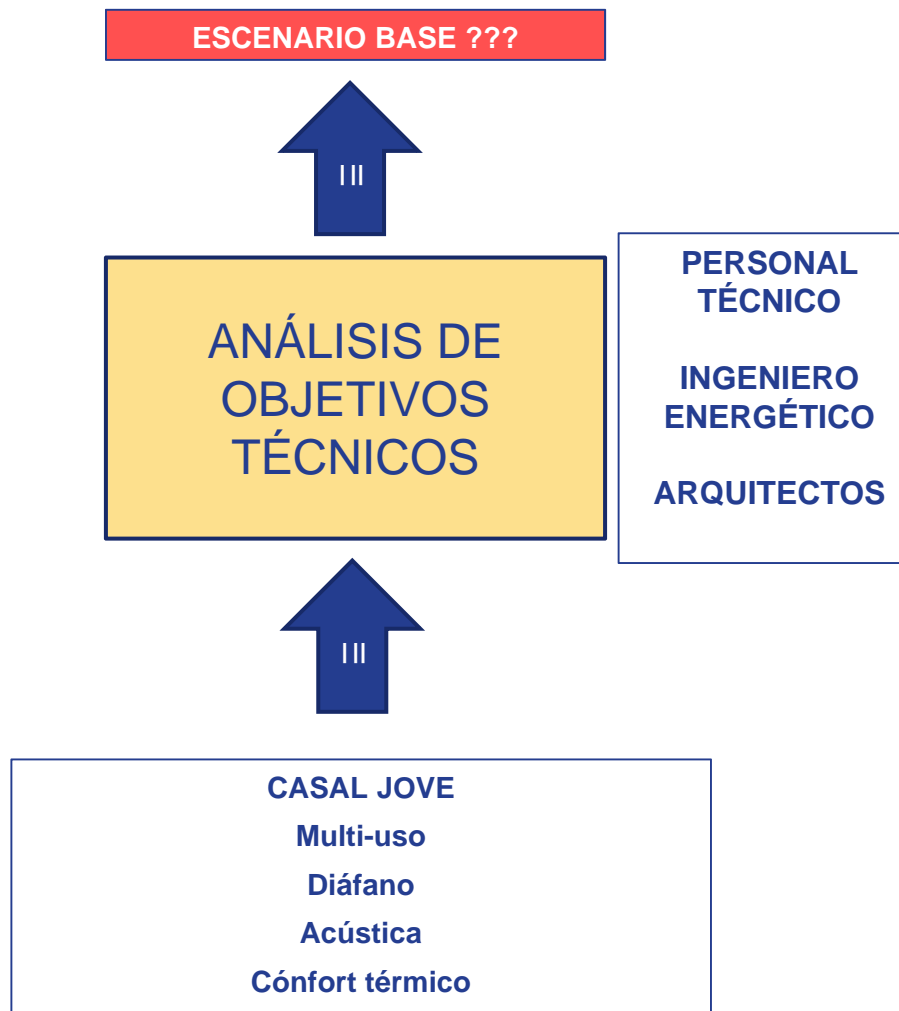 ESCENARIO BASE ???
III
ANÁLISIS DE
OBJETIVOS
TÉCNICOS
PERSONAL
TÉCNICO
INGENIERO
ENERGÉTICO
ARQUITECTOS
III
CASAL JOVE
Multi-uso
Diáfano
Acústica
Cónfort térmico